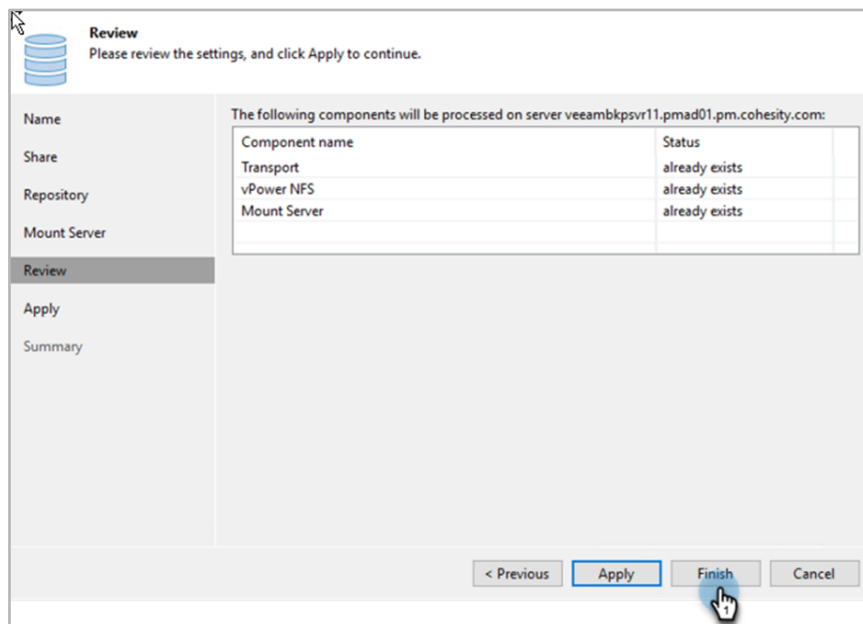 Review
Please review the settings, and click Apply to continue.
Name
Share
Repository
Mount Server
Review
Apply
Summary
The following components will be processed on server veeambkpsvr11.pmad01.pm.cohesity.com:
Component name Status
Transport already exists
vPower NFS already exists
Mount Server already exists
< Previous Apply Finish Cancel
1